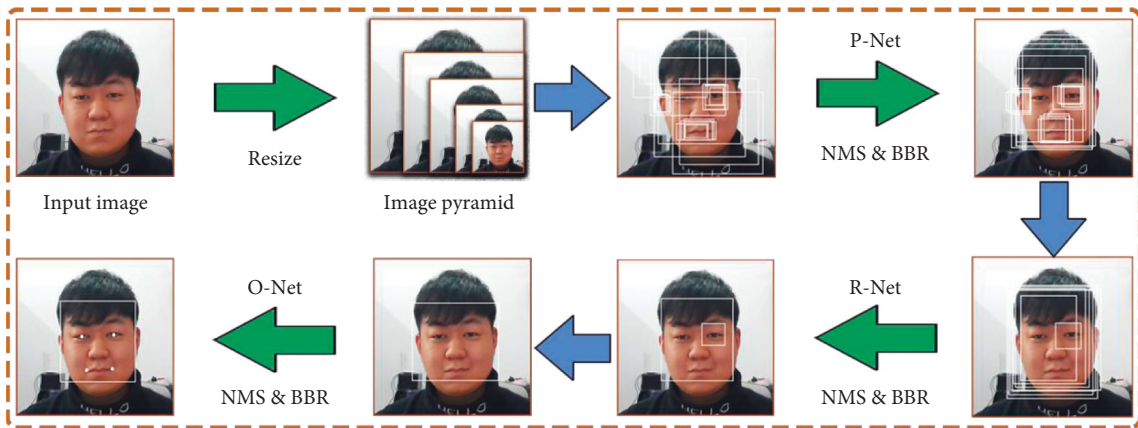 P-Net
Resize
NMS & BBR
Input image
Image pyramid
O-Net
R-Net
NMS & BBR
NMS & BBR